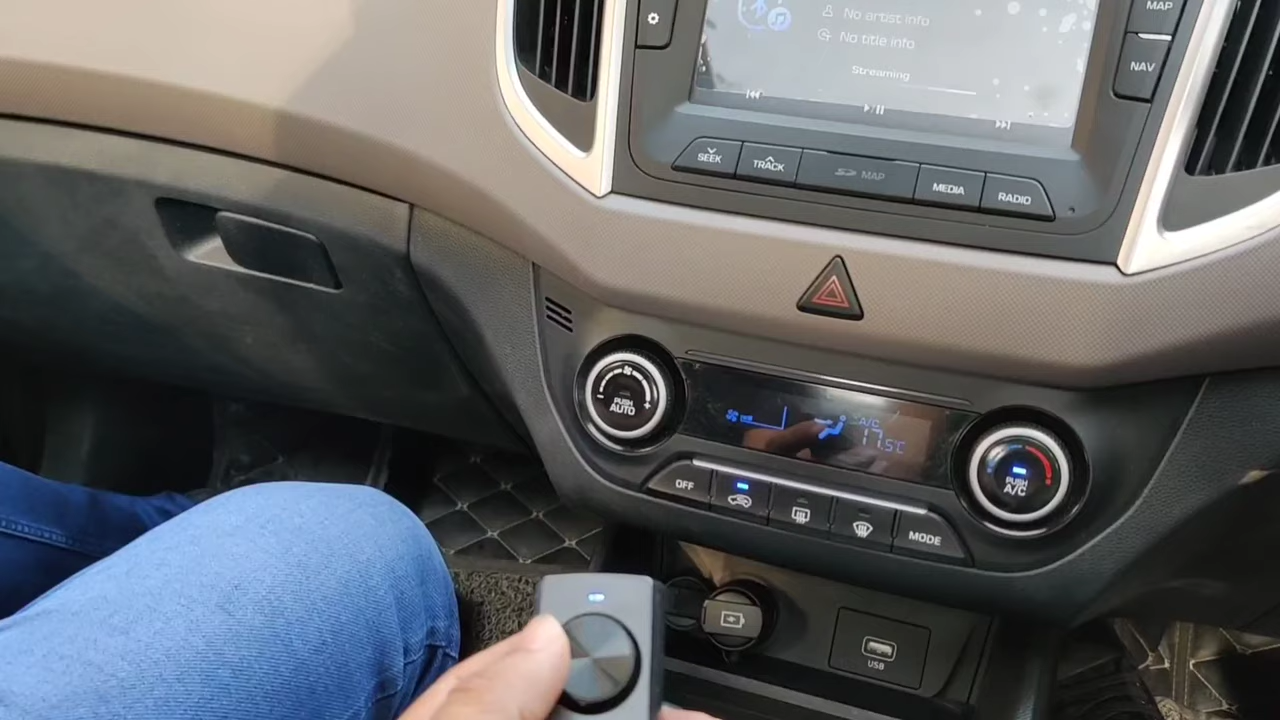 MAP
No artist info
No title info
NAV
Streaming
SEEK
TRACK
MAP
MEDIA
RADIO
- +
PUSH
AUTO
A/C
17.5°C
PUSH
A/C
OFF
MODE
USB